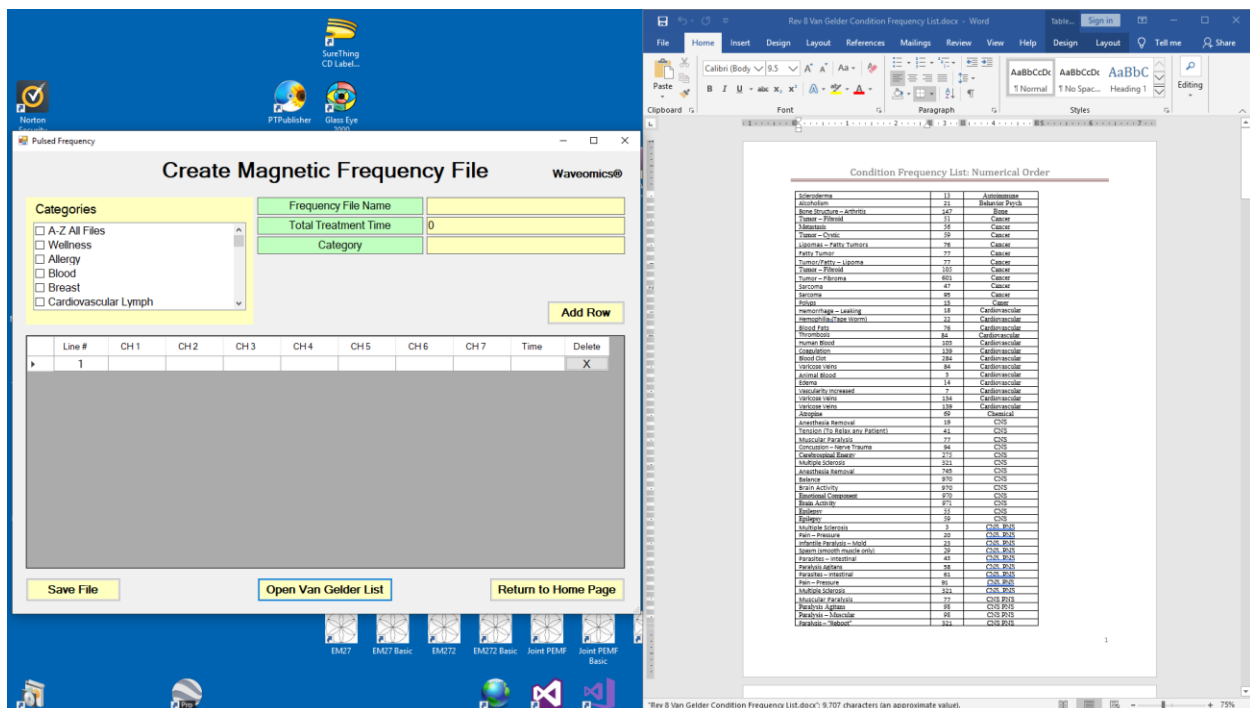 SureThing
CD Label...
Norton
Security
PTPublisher
Glass Eye
2000
Pulsed Frequency
Create Magnetic Frequency File
Waveomics®
Categories
A-Z All Files
Wellness
Allergy
Blood
Breast
Cardiovascular Lymph
Frequency File Name
Total Treatment Time 0
Category
Add Row
Line # CH 1 CH 2 CH 3 CH 4 CH 5 CH 6 CH 7 Time Delete
1 X
Save File Open Van Gelder List Return to Home Page
EM27 EM27 Basic EM272 EM272 Basic Joint PEMF Joint PEMF
Basic
Pro
Rev 8 Van Gelder Condition Frequency List.docx - Word Table... Sign in
File Home Insert Design Layout References Mailings Review View Help Design Layout Tell me Share
Paste
Calibri (Body 9.5
AaBbCcDc AaBbCcDc AaBbC
¶ Normal ¶ No Spac... Heading 1
Editing
Clipboard Font Paragraph Styles
Condition Frequency List: Numerical Order
Scleroderma 13 Autoimmune
Alcoholism 21 Behavior Psych
Bone Structure – Arthritis 147 Bone
Tumor – Fibroid 51 Cancer
Metastasis 56 Cancer
Tumor – Cystic 59 Cancer
Lipomas – Fatty Tumors 76 Cancer
Fatty Tumor 77 Cancer
Tumor/Fatty – Lipoma 77 Cancer
Tumor – Fibroid 105 Cancer
Tumor – Fibroma 601 Cancer
Sarcoma 47 Cancer
Sarcoma 95 Cancer
Polyps 15 Caner
Hemorrhage – Leaking 18 Cardiovascular
Hemophilia (Tape Worm) 22 Cardiovascular
Blood Fats 76 Cardiovascular
Thrombosis 84 Cardiovascular
Human Blood 105 Cardiovascular
Coagulation 139 Cardiovascular
Blood Clot 284 Cardiovascular
Varicose Veins 84 Cardiovascular
Animal Blood 3 Cardiovascular
Edema 14 Cardiovascular
Vascularity Increased 7 Cardiovascular
Varicose Veins 134 Cardiovascular
Varicose Veins 139 Cardiovascular
Atropine 69 Chemical
Anesthesia Removal 19 CNS
Tension (To Relax any Patient) 41 CNS
Muscular Paralysis 77 CNS
Concussion – Nerve Trauma 94 CNS
Cerebrospinal Energy 275 CNS
Multiple Sclerosis 321 CNS
Anesthesia Removal 745 CNS
Balance 970 CNS
Brain Activity 970 CNS
Emotional Component 970 CNS
Brain Activity 971 CNS
Epilepsy 55 CNS
Epilepsy 59 CNS
Multiple Sclerosis 3 CNS, PNS
Pain – Pressure 20 CNS, PNS
Infantile Paralysis – Mold 23 CNS, PNS
Spasm (smooth muscle only) 29 CNS, PNS
Parasites – Intestinal 43 CNS, PNS
Paralysis Agitans 58 CNS, PNS
Parasites – Intestinal 61 CNS, PNS
Pain – Pressure 91 CNS, PNS
Multiple Sclerosis 321 CNS, PNS
Muscular Paralysis 77 CNS PNS
Paralysis Agitans 98 CNS PNS
Paralysis – Muscular 98 CNS PNS
Paralysis – "Reboot" 321 CNS PNS
1
"Rev 8 Van Gelder Condition Frequency List.docx": 9,707 characters (an approximate value). 75%